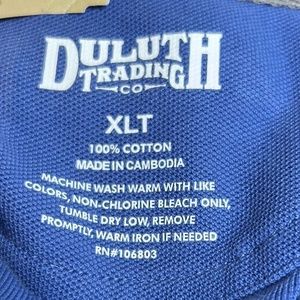 DULUTH
TRADING
CO
XLT
100% COTTON
MADE IN CAMBODIA
MACHINE WASH WARM WITH LIKE
COLORS, NON-CHLORINE BLEACH ONLY,
TUMBLE DRY LOW, REMOVE
PROMPTLY, WARM IRON IF NEEDED
RN#106803